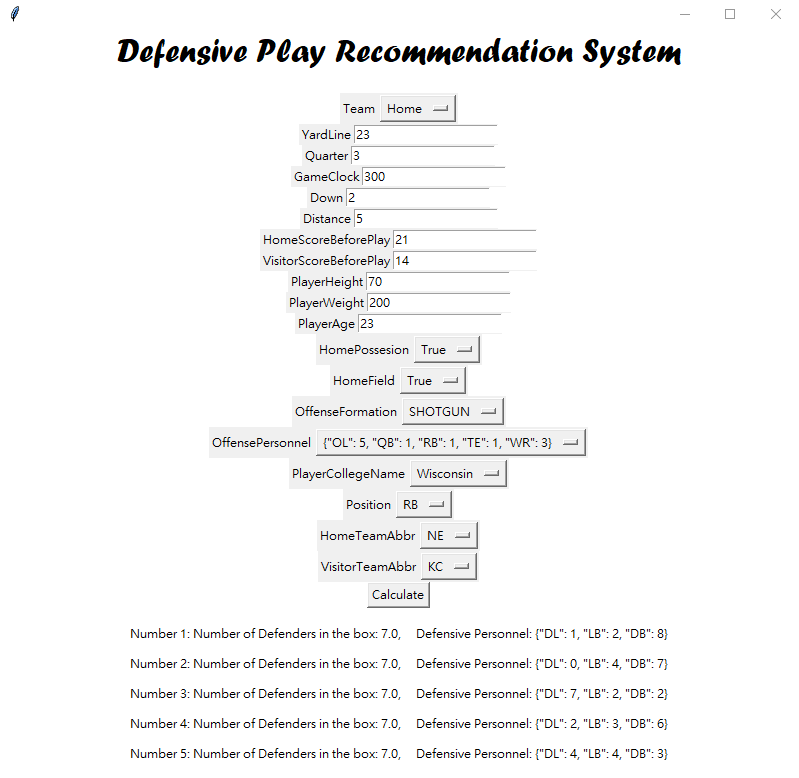 Defensive Play Recommendation System
Team Home
YardLine 23
Quarter 3
GameClock 300
Down 2
Distance 5
HomeScoreBeforePlay 21
VisitorScoreBeforePlay 14
PlayerHeight 70
PlayerWeight 200
PlayerAge 23
HomePossesion True
HomeField True
OffenseFormation SHOTGUN
OffensePersonnel {"OL": 5, "QB": 1, "RB": 1, "TE": 1, "WR": 3}
PlayerCollegeName Wisconsin
Position RB
HomeTeamAbbr NE
VisitorTeamAbbr KC
Calculate
Number 1: Number of Defenders in the box: 7.0, Defensive Personnel: {"DL": 1, "LB": 2, "DB": 8}
Number 2: Number of Defenders in the box: 7.0, Defensive Personnel: {"DL": 0, "LB": 4, "DB": 7}
Number 3: Number of Defenders in the box: 7.0, Defensive Personnel: {"DL": 7, "LB": 2, "DB": 2}
Number 4: Number of Defenders in the box: 7.0, Defensive Personnel: {"DL": 2, "LB": 3, "DB": 6}
Number 5: Number of Defenders in the box: 7.0, Defensive Personnel: {"DL": 4, "LB": 4, "DB": 3}